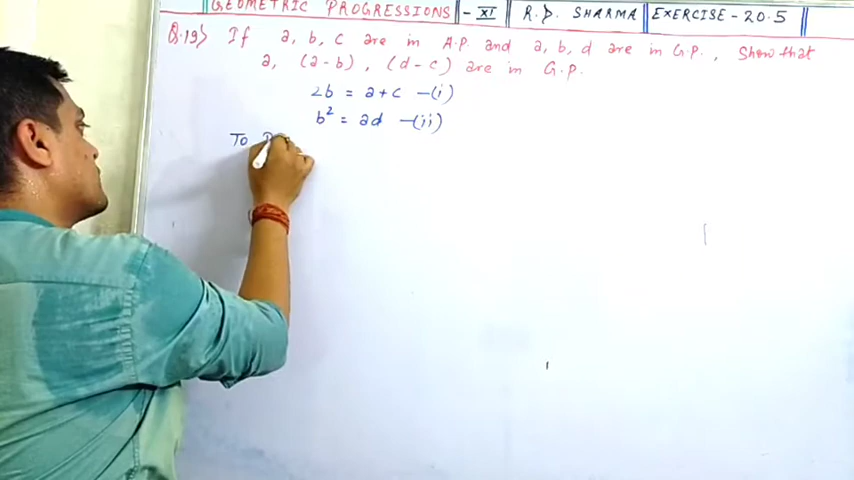 GEOMETRIC PROGRESSIONS - XI R.D. SHARMA EXERCISE-20.5
Q.19> If a, b, c are in A.P. and a, b, d are in G.P., Show that
a, (a-b), (d-c) are in G.P.
2b = a+c —(i)
b² = ad —(ii)
To